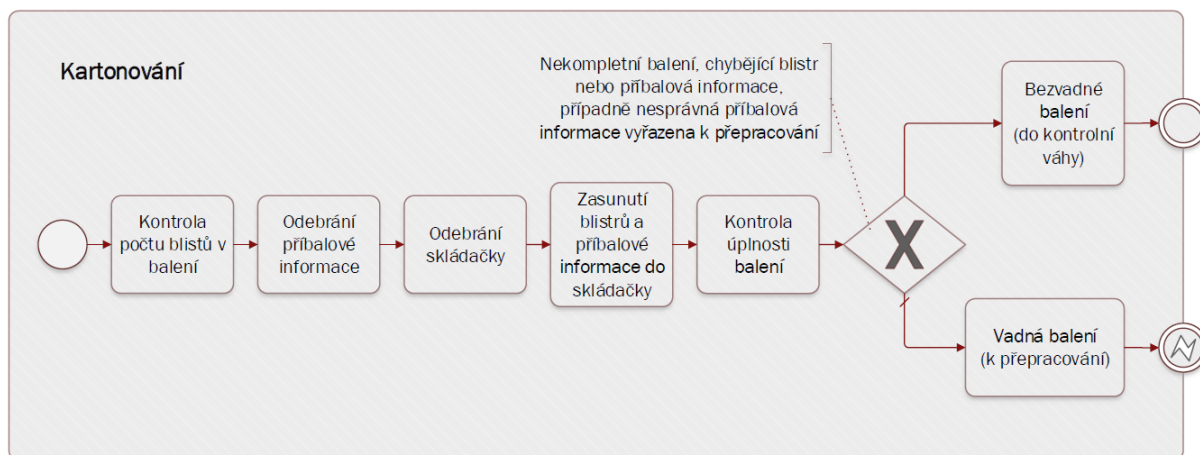 Kartonování
Nekompletní balení, chybějící blistr
nebo příbalová informace,
případně nesprávná příbalová
informace vyřazena k přepracování
Bezvadné
balení
(do kontrolní
váhy)
Kontrola
počtu blistů v
balení
Odebrání
příbalové
informace
Odebrání
skládačky
Zasunutí
blistrů a
příbalové
informace do
skládačky
Kontrola
úplnosti
balení
X
Vadná balení
(k přepracování)